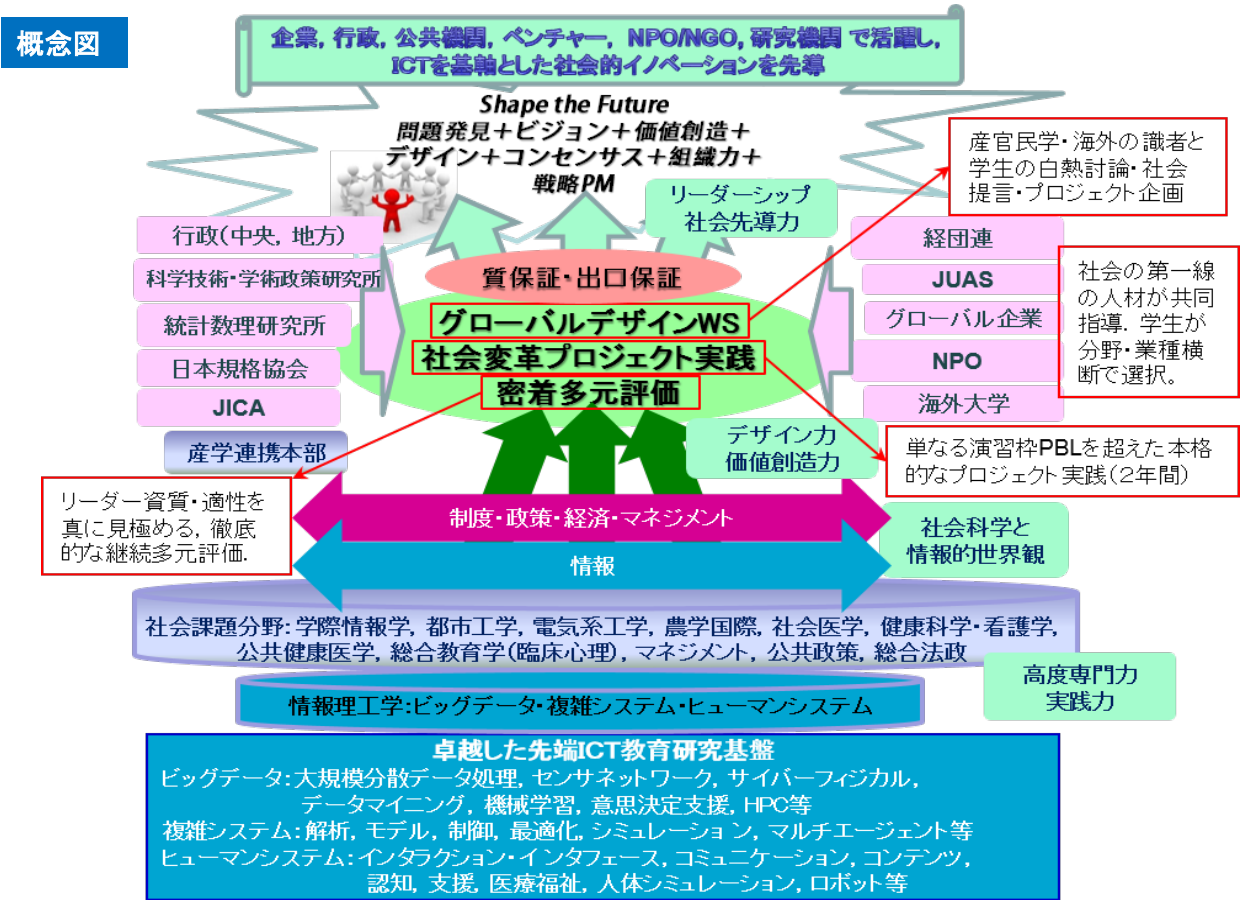 概念図
企業, 行政, 公共機関, ベンチャー, NPO/NGO, 研究機関 で活躍し,
ICTを基軸とした社会的イノベーションを先導
Shape the Future
問題発見＋ビジョン＋価値創造＋
デザイン＋コンセンサス＋組織力＋
戦略PM
産官民学・海外の識者と
学生の白熱討論・社会
提言・プロジェクト企画
リーダーシップ
社会先導力
行政(中央, 地方)
科学技術・学術政策研究所
統計数理研究所
日本規格協会
JICA
産学連携本部
質保証・出口保証
グローバルデザインWS
社会変革プロジェクト実践
密着多元評価
経団連
JUAS
グローバル企業
NPO
海外大学
社会の第一線
の人材が共同
指導. 学生が
分野・業種横
断で選択。
デザイン力
価値創造力
単なる演習枠PBLを超えた本格
的なプロジェクト実践(2年間)
リーダー資質・適性を
真に見極める, 徹底
的な継続多元評価.
制度・政策・経済・マネジメント
情報
社会科学と
情報的世界観
社会課題分野：学際情報学, 都市工学, 電気系工学, 農学国際, 社会医学, 健康科学・看護学,
公共健康医学, 総合教育学(臨床心理), マネジメント, 公共政策, 総合法政
高度専門力
実践力
情報理工学：ビッグデータ・複雑システム・ヒューマンシステム
卓越した先端ICT教育研究基盤
ビッグデータ：大規模分散データ処理, センサネットワーク, サイバーフィジカル,
データマイニング, 機械学習, 意思決定支援, HPC等
複雑システム：解析, モデル, 制御, 最適化, シミュレーション, マルチエージェント等
ヒューマンシステム：インタラクション・インタフェース, コミュニケーション, コンテンツ,
認知, 支援, 医療福祉, 人体シミュレーション, ロボット等